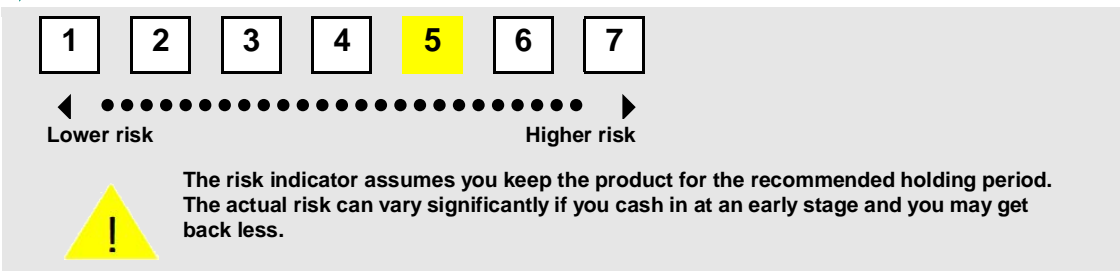 1 2 3 4 5 6 7
Lower risk Higher risk
The risk indicator assumes you keep the product for the recommended holding period.
The actual risk can vary significantly if you cash in at an early stage and you may get
back less.
!